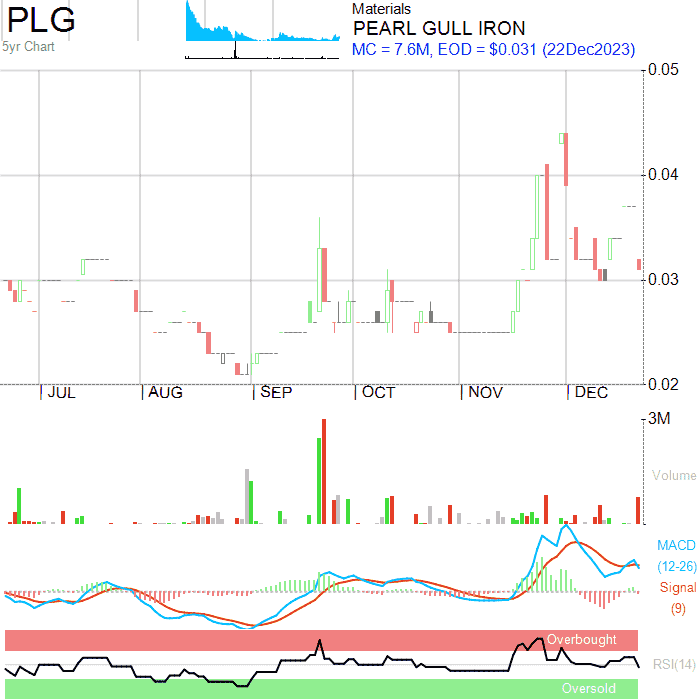 PLG
5yr Chart
Materials
PEARL GULL IRON
MC = 7.6M, EOD = $0.031 (22Dec2023)
0.05
0.04
0.03
0.02
JUL
AUG
SEP
OCT
NOV
DEC
3M
Volume
MACD
(12-26)
Signal
(9)
Overbought
RSI(14)
Oversold